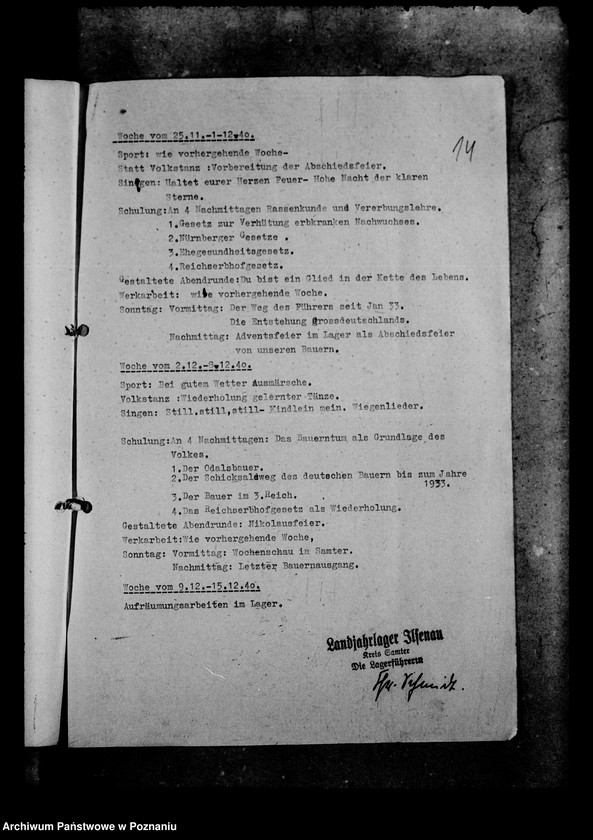 14
Woche vom 25.11.-1-12.40.
Sport: wie vorhergehende Woche-
Statt Volkstanz :Vorbereitung der Abschiedsfeier.
Singen: Haltet eurer Herzen Feuer- Hohe Nacht der klaren
Sterne.
Schulung:An 4 Nachmittagen Rassenkunde und Vererbungslehre.
1.Gesetz zur Verhütung erbkranken Nachwuchses.
2.Nürnberger Gesetze .
3.Ehegesundheitsgesetz.
4.Reichserbhofgesetz.
Gestaltete Abendrunde:Du bist ein Glied in der Kette des Lebens.
Werkarbeit: wie vorhergehende Woche.
Sonntag: Vormittag: Der Weg des Führers seit Jan 33.
Die Entstehung Grossdeutschlands.
Nachmittag: Adventsfeier im Lager als Abschiedsfeier
von unseren Bauern.
Woche vom 2.12.-8.12.40.
Sport: Bei gutem Wetter Ausmärsche.
Volkstanz :Wiederholung gelernter Tänze.
Singen: Still,still,still- Kindlein mein. Wiegenlieder.
Schulung:An 4 Nachmittagen: Das Bauerntum als Grundlage des
Volkes.
1.Der Odalsbauer.
2.Der Schicksalsweg des deutschen Bauern bis zum Jahre
1933.
3.Der Bauer im 3.Reich.
4.Das Reichserbhofgesetz als Wiederholung.
Gestaltete Abendrunde: Nikolausfeier.
Werkarbeit:Wie vorhergehende Woche,
Sonntag: Vormittag: Wochenschau in Samter.
Nachmittag: Letzter Bauernausgang.
Woche vom 9.12.-15.12.40.
Aufräumungsarbeiten im Lager.
Landjahrlager Ilsenau
Kreis Samter
Die Lagerführerin
Schmidt.
Archiwum Państwowe w Poznaniu